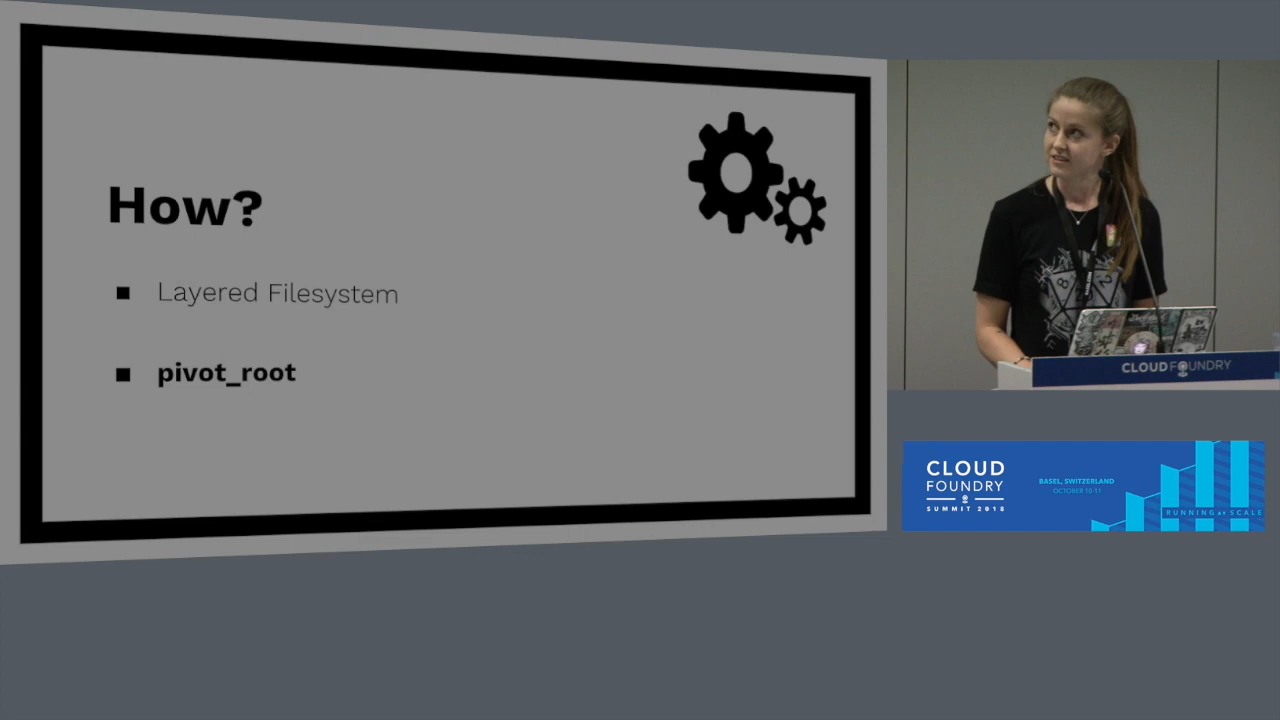 How?
Layered Filesystem
pivot_root
CLOUD FOUNDRY
CLOUD
FOUNDRY
SUMMIT 2018
BASEL, SWITZERLAND
OCTOBER 10-11
RUNNING AT SCALE